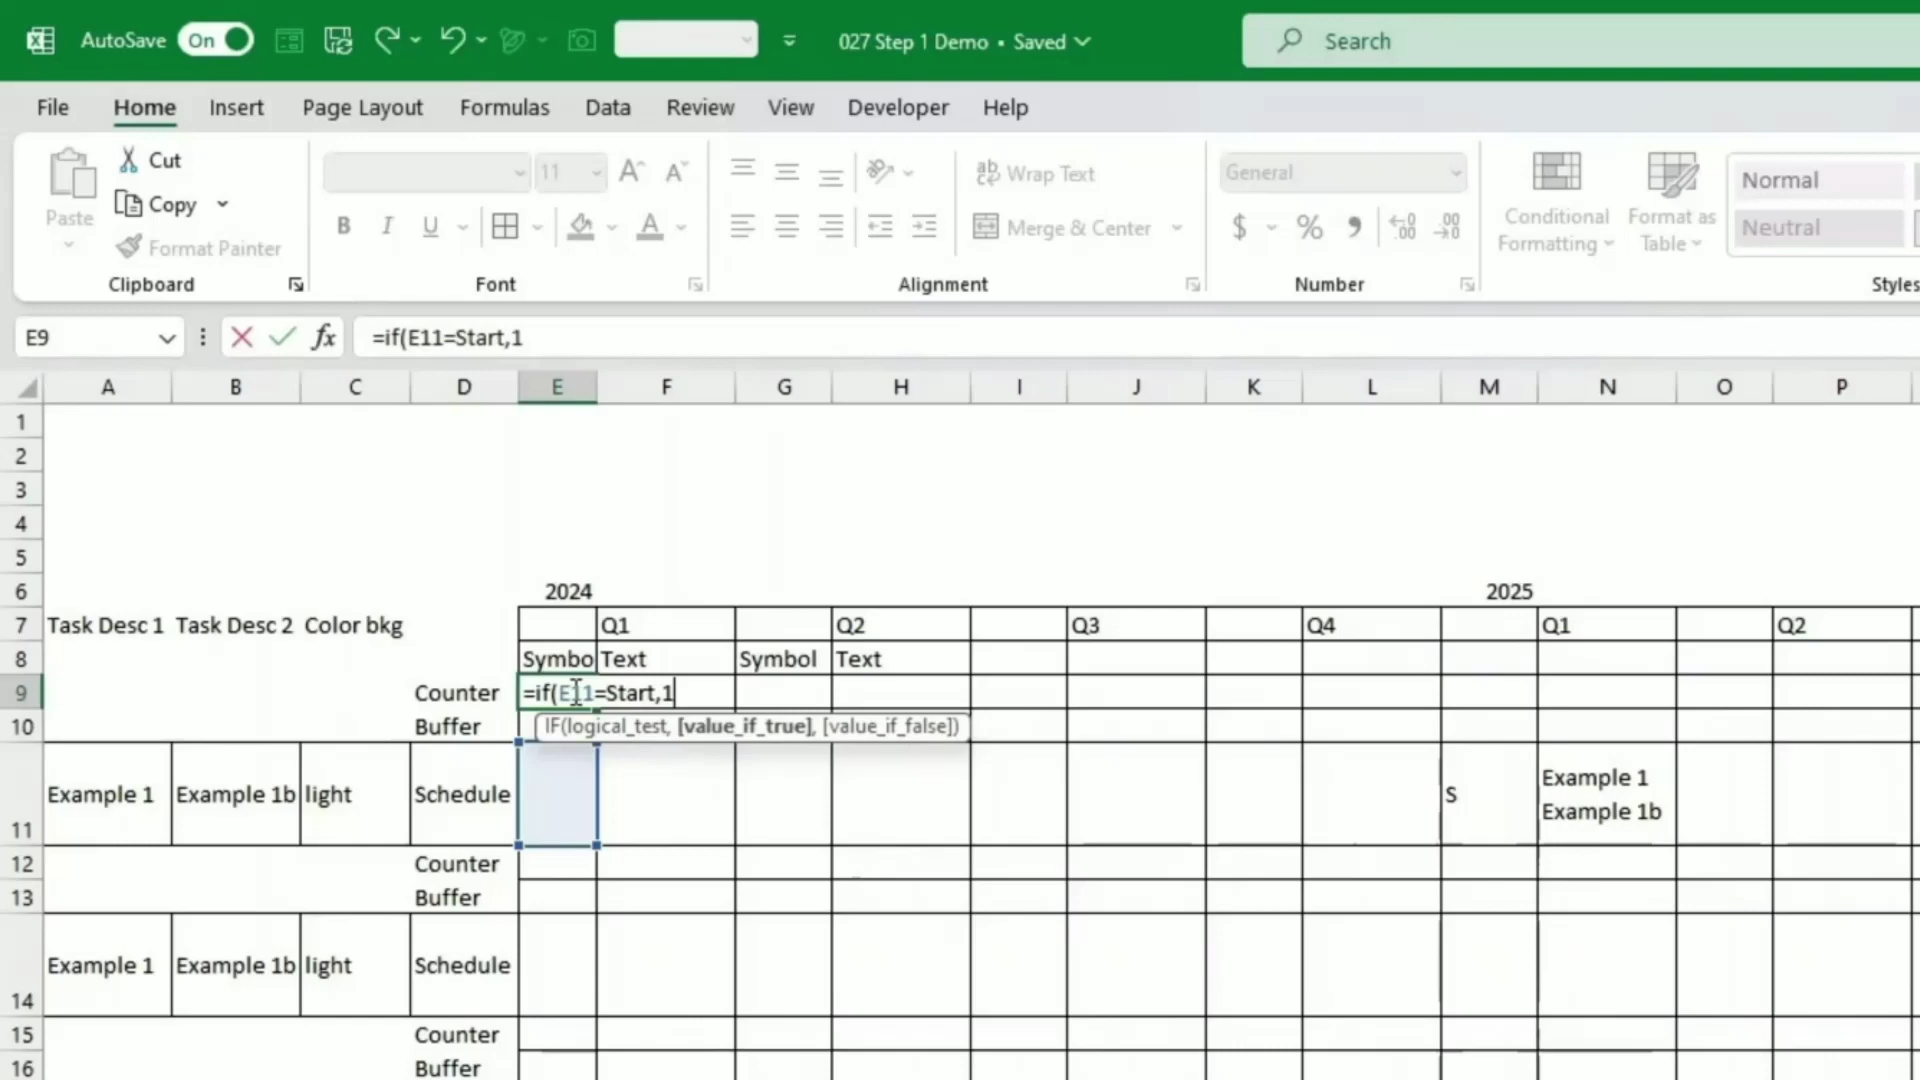 AutoSave On 027 Step 1 Demo • Saved Search
File Home Insert Page Layout Formulas Data Review View Developer Help
Paste
Cut
Copy
Format Painter
Clipboard
11 A A
B I U A
Font
Wrap Text
Merge & Center
Alignment
General
$ % , .00 .00
Number
Conditional Formatting
Format as Table
Normal
Neutral
Styles
E9 fx =if(E11=Start,1
A B C D E F G H I J K L M N O P
1
2
3
4
5
6 2024 2025
7 Task Desc 1 Task Desc 2 Color bkg Q1 Q2 Q3 Q4 Q1 Q2
8 Symbo Text Symbol Text
9 Counter =if(E11=Start,1
10 Buffer IF(logical_test, [value_if_true], [value_if_false])
11 Example 1 Example 1b light Schedule S Example 1
Example 1b
12 Counter
13 Buffer
14 Example 1 Example 1b light Schedule
15 Counter
16 Buffer